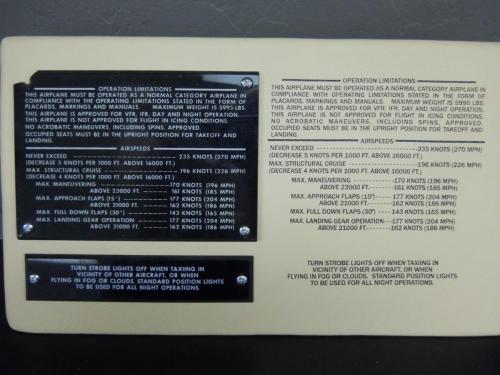 OPERATION LIMITATIONS
THIS AIRPLANE MUST BE OPERATED AS A NORMAL CATEGORY AIRPLANE IN
COMPLIANCE WITH THE OPERATING LIMITATIONS STATED IN THE FORM OF
PLACARDS, MARKINGS AND MANUALS. MAXIMUM WEIGHT IS 5995 LBS.
THIS AIRPLANE IS APPROVED FOR VFR, IFR, DAY AND NIGHT OPERATION.
THIS AIRPLANE IS NOT APPROVED FOR FLIGHT IN ICING CONDITIONS.
NO ACROBATIC MANEUVERS, INCLUDING SPINS, APPROVED.
OCCUPIED SEATS MUST BE IN THE UPRIGHT POSITION FOR TAKEOFF AND
LANDING.
AIRSPEEDS
NEVER EXCEED 235 KNOTS (270 MPH)
(DECREASE 5 KNOTS PER 1000 FT. ABOVE 16000 FT.)
MAX. STRUCTURAL CRUISE 196 KNOTS (226 MPH)
(DECREASE 4 KNOTS PER 1000 FT. ABOVE 16000 FT.)
MAX. MANEUVERING 170 KNOTS (196 MPH)
ABOVE 23000 FT. 161 KNOTS (185 MPH)
MAX. APPROACH FLAPS (15°) 177 KNOTS (204 MPH)
ABOVE 21000 FT. 162 KNOTS (186 MPH)
MAX. FULL DOWN FLAPS (30°) 143 KNOTS (165 MPH)
MAX. LANDING GEAR OPERATION 177 KNOTS (204 MPH)
ABOVE 21000 FT. 162 KNOTS (186 MPH)
TURN STROBE LIGHTS OFF WHEN TAXIING IN
VICINITY OF OTHER AIRCRAFT, OR WHEN
FLYING IN FOG OR CLOUDS. STANDARD POSITION LIGHTS
TO BE USED FOR ALL NIGHT OPERATIONS.
OPERATION LIMITATIONS
THIS AIRPLANE MUST BE OPERATED AS A NORMAL CATEGORY AIRPLANE IN
COMPLIANCE WITH OPERATING LIMITATIONS STATED IN THE FORM OF
PLACARDS, MARKINGS AND MANUALS. MAXIMUM WEIGHT IS 5995 LBS.
THIS AIRPLANE IS APPROVED FOR VFR, IFR, DAY AND NIGHT OPERATION.
THIS AIRPLANE IS NOT APPROVED FOR FLIGHT IN ICING CONDITIONS.
NO ACROBATIC MANEUVERS, INCLUDING SPINS, APPROVED.
OCCUPIED SEATS MUST BE IN THE UPRIGHT POSITION FOR TAKEOFF AND
LANDING.
AIRSPEEDS
NEVER EXCEED 235 KNOTS (270 MPH)
(DECREASE 5 KNOTS PER 1000 FT. ABOVE 16000 FT.)
MAX. STRUCTURAL CRUISE 196 KNOTS (226 MPH)
(DECREASE 4 KNOTS PER 1000 FT. ABOVE 16000 FT.)
MAX. MANEUVERING 170 KNOTS (196 MPH)
ABOVE 23000 FT. 161 KNOTS (185 MPH)
MAX. APPROACH FLAPS (15°) 177 KNOTS (204 MPH)
ABOVE 21000 FT. 162 KNOTS (186 MPH)
MAX. FULL DOWN FLAPS (30°) 143 KNOTS (165 MPH)
MAX. LANDING GEAR OPERATION 177 KNOTS (204 MPH)
ABOVE 21000 FT. 162 KNOTS (186 MPH)
TURN STROBE LIGHTS OFF WHEN TAXIING IN
VICINITY OF OTHER AIRCRAFT, OR WHEN
FLYING IN FOG OR CLOUDS. STANDARD POSITION LIGHTS
TO BE USED FOR ALL NIGHT OPERATIONS.